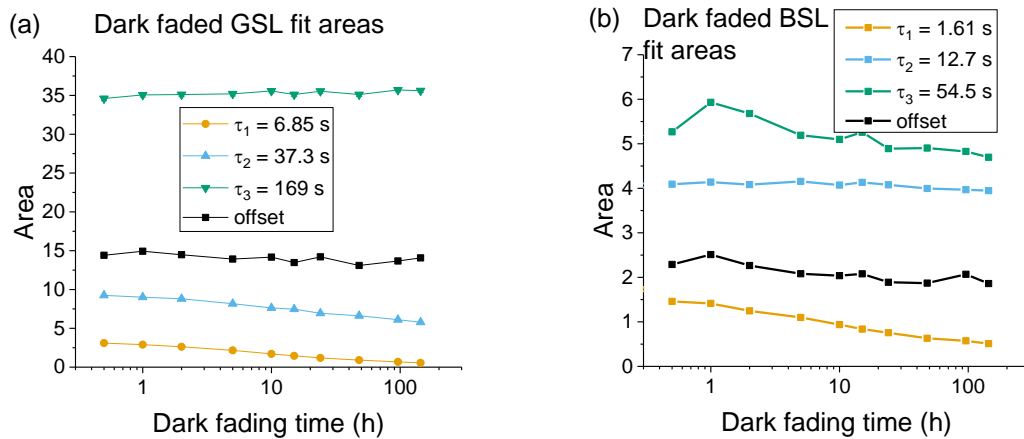 (a) Dark faded GSL fit areas
40
35
30
25
20
15
10
5
0
Area
τ1 = 6.85 s
τ2 = 37.3 s
τ3 = 169 s
offset
1 10 100
Dark fading time (h)
(b) Dark faded BSL
fit areas
7
6
5
4
3
2
1
0
Area
τ1 = 1.61 s
τ2 = 12.7 s
τ3 = 54.5 s
offset
1 10 100
Dark fading time (h)